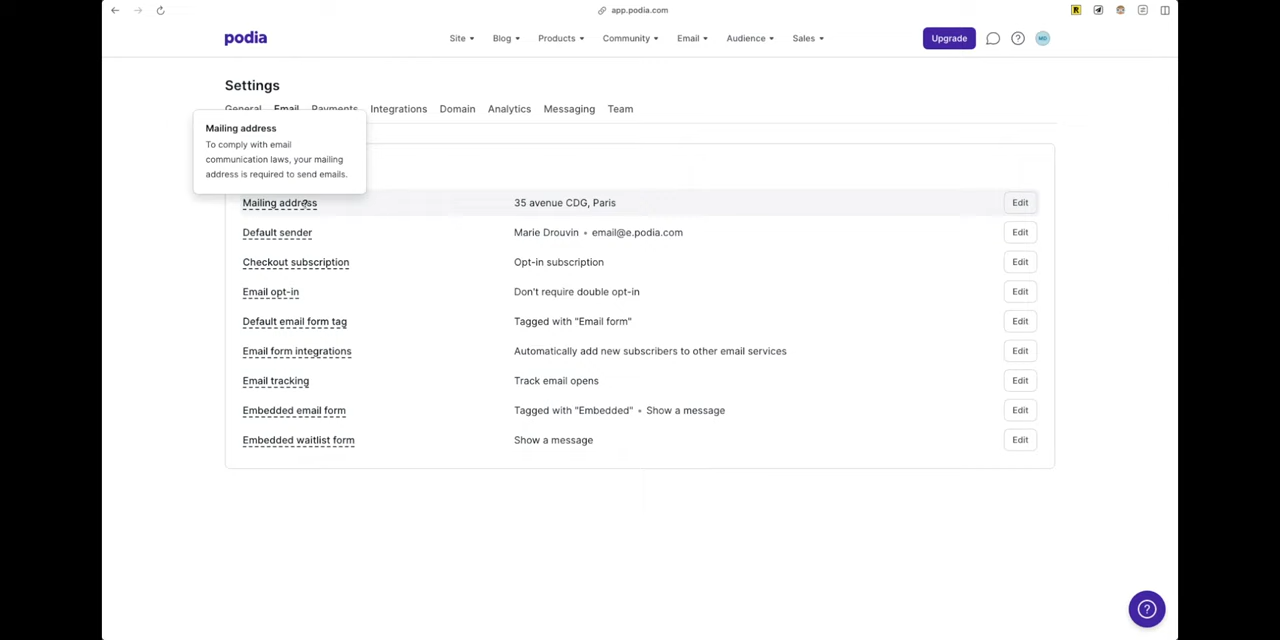 app.podia.com
podia
Site Blog Products Community Email Audience Sales
Upgrade
MD
Settings
General Email Payments Integrations Domain Analytics Messaging Team
Mailing address
To comply with email
communication laws, your mailing
address is required to send emails.
Mailing address 35 avenue CDG, Paris Edit
Default sender Marie Drouvin • email@e.podia.com Edit
Checkout subscription Opt-in subscription Edit
Email opt-in Don't require double opt-in Edit
Default email form tag Tagged with "Email form" Edit
Email form integrations Automatically add new subscribers to other email services Edit
Email tracking Track email opens Edit
Embedded email form Tagged with "Embedded" • Show a message Edit
Embedded waitlist form Show a message Edit